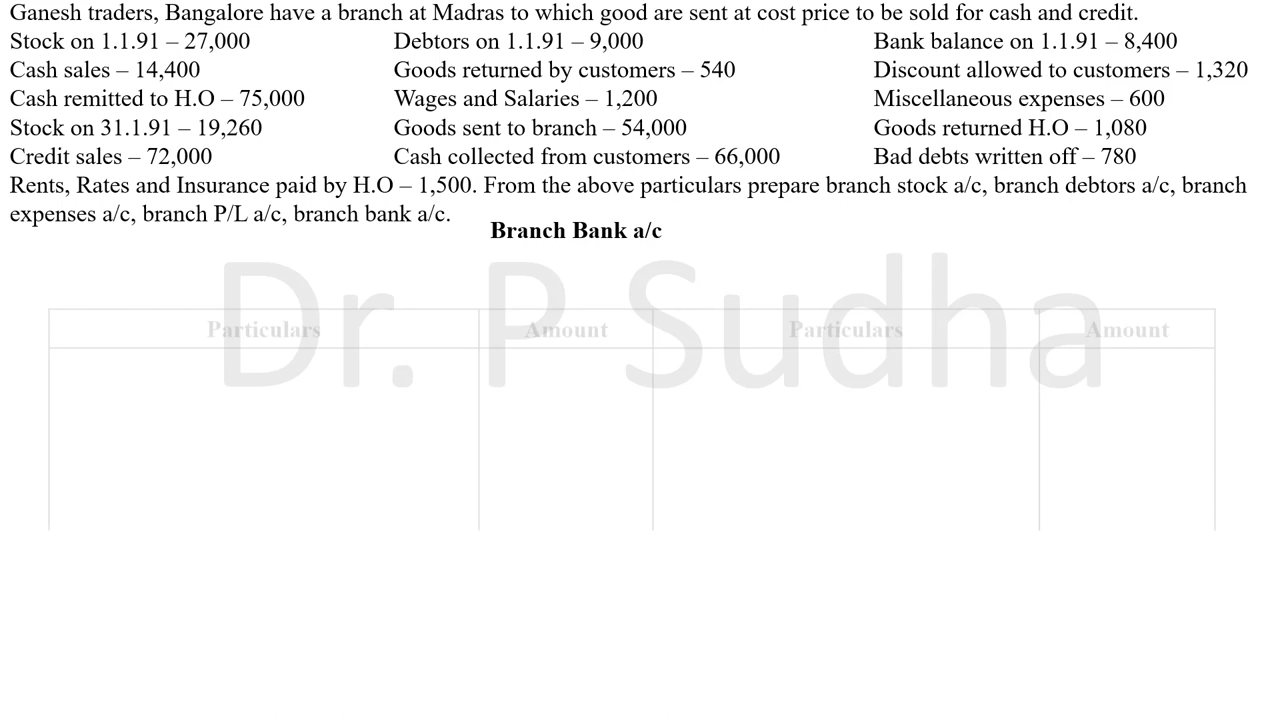 Ganesh traders, Bangalore have a branch at Madras to which good are sent at cost price to be sold for cash and credit.
Stock on 1.1.91 – 27,000 Debtors on 1.1.91 – 9,000 Bank balance on 1.1.91 – 8,400
Cash sales – 14,400 Goods returned by customers – 540 Discount allowed to customers – 1,320
Cash remitted to H.O – 75,000 Wages and Salaries – 1,200 Miscellaneous expenses – 600
Stock on 31.1.91 – 19,260 Goods sent to branch – 54,000 Goods returned H.O – 1,080
Credit sales – 72,000 Cash collected from customers – 66,000 Bad debts written off – 780
Rents, Rates and Insurance paid by H.O – 1,500. From the above particulars prepare branch stock a/c, branch debtors a/c, branch
expenses a/c, branch P/L a/c, branch bank a/c.
Branch Bank a/c
Dr. P Sudha
Particulars Amount Particulars Amount